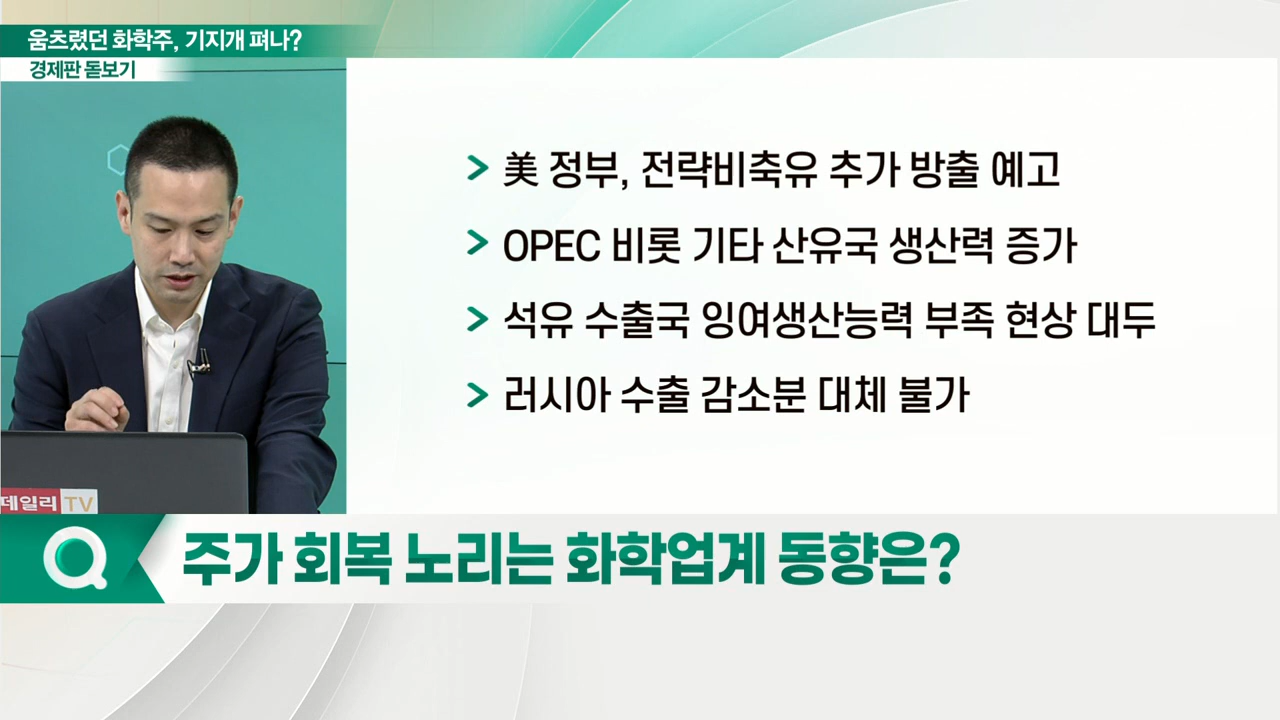 움츠렸던 화학주, 기지개 펴나?
경제판 돋보기
> 美 정부, 전략비축유 추가 방출 예고
> OPEC 비롯 기타 산유국 생산력 증가
> 석유 수출국 잉여생산능력 부족 현상 대두
> 러시아 수출 감소분 대체 불가
데일리 TV
주가 회복 노리는 화학업계 동향은?